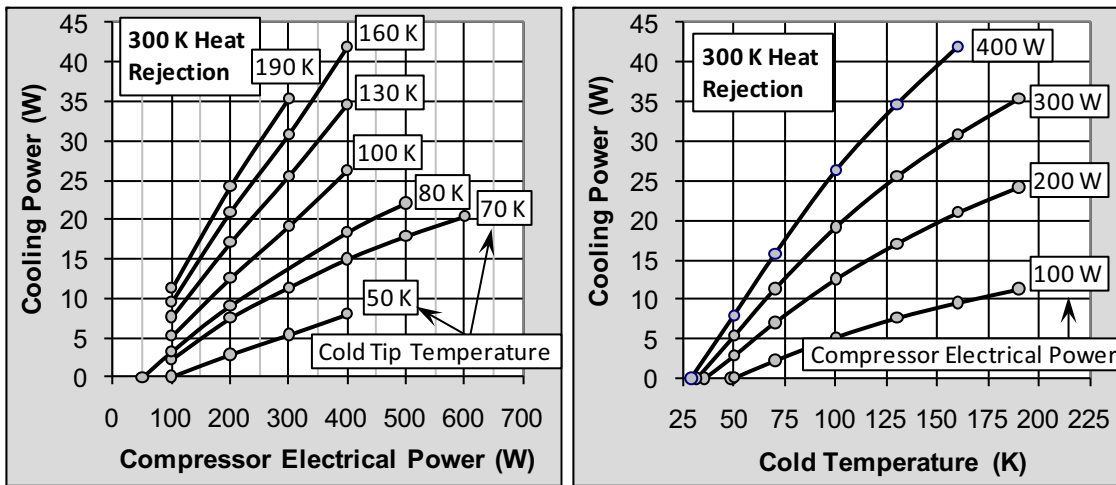 45
40
35
30
25
20
15
10
5
0
Cooling Power (W)
300 K Heat
Rejection
190 K
160 K
130 K
100 K
80 K
70 K
50 K
Cold Tip Temperature
0 100 200 300 400 500 600 700
Compressor Electrical Power (W)
45
40
35
30
25
20
15
10
5
0
Cooling Power (W)
300 K Heat
Rejection
400 W
300 W
200 W
100 W
Compressor Electrical Power
25 50 75 100 125 150 175 200 225
Cold Temperature (K)